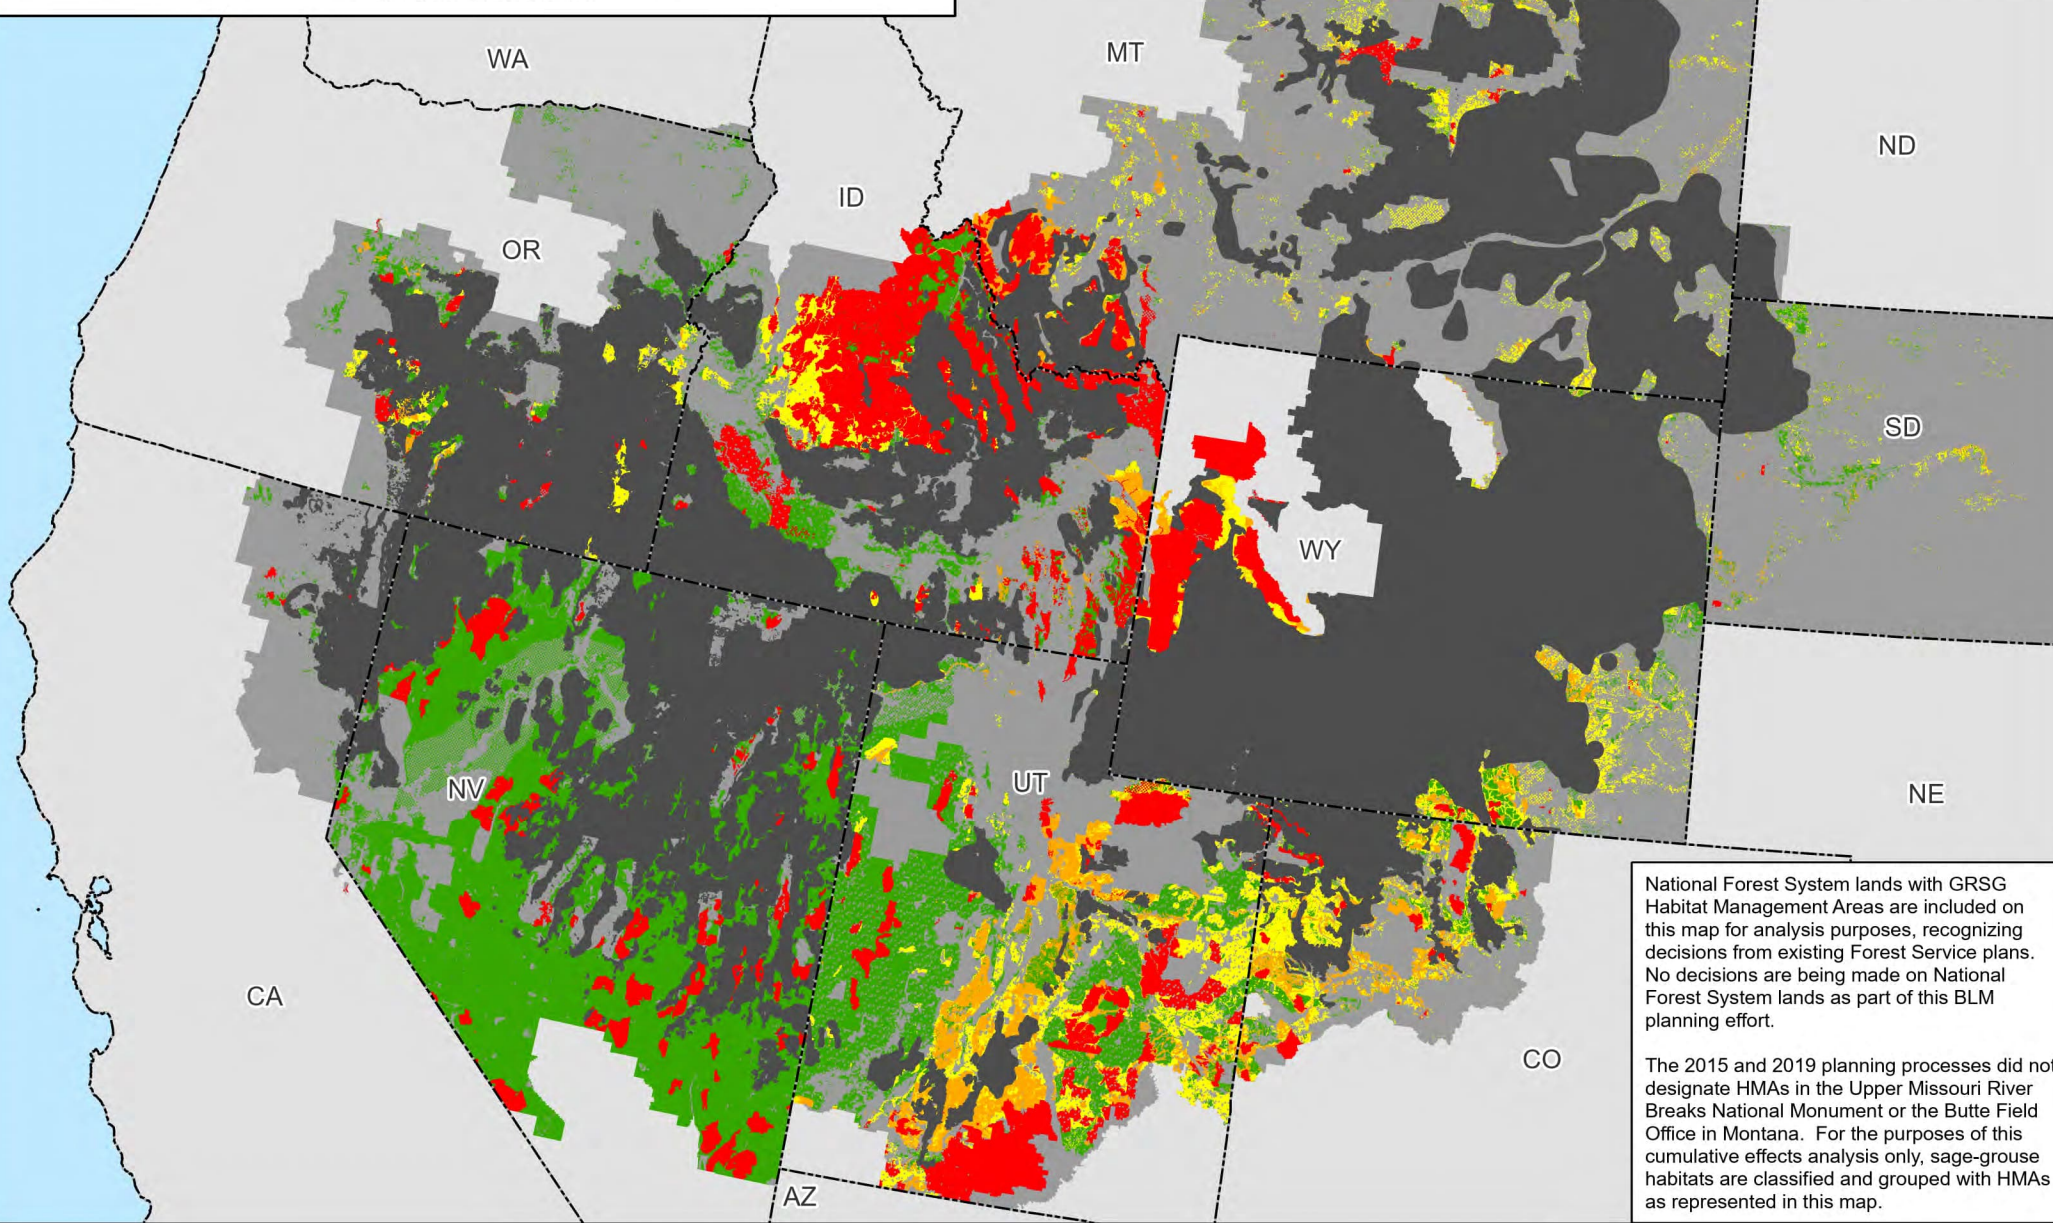 WA
MT
ND
ID
OR
SD
WY
UT
NV
NE
CA
CO
AZ
National Forest System lands with GRSG
Habitat Management Areas are included on
this map for analysis purposes, recognizing
decisions from existing Forest Service plans.
No decisions are being made on National
Forest System lands as part of this BLM
planning effort.
The 2015 and 2019 planning processes did not
designate HMAs in the Upper Missouri River
Breaks National Monument or the Butte Field
Office in Montana. For the purposes of this
cumulative effects analysis only, sage-grouse
habitats are classified and grouped with HMAs
as represented in this map.